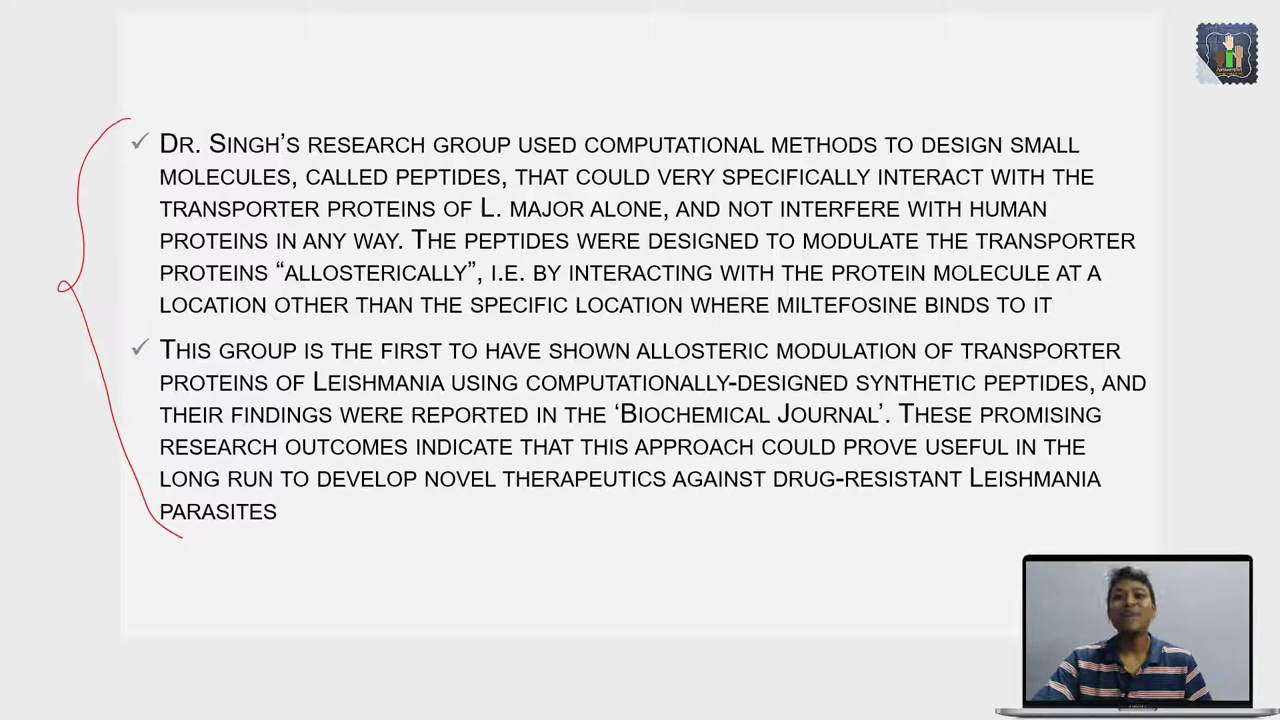 DR. SINGH'S RESEARCH GROUP USED COMPUTATIONAL METHODS TO DESIGN SMALL
MOLECULES, CALLED PEPTIDES, THAT COULD VERY SPECIFICALLY INTERACT WITH THE
TRANSPORTER PROTEINS OF L. MAJOR ALONE, AND NOT INTERFERE WITH HUMAN
PROTEINS IN ANY WAY. THE PEPTIDES WERE DESIGNED TO MODULATE THE TRANSPORTER
PROTEINS “ALLOSTERICALLY”, I.E. BY INTERACTING WITH THE PROTEIN MOLECULE AT A
LOCATION OTHER THAN THE SPECIFIC LOCATION WHERE MILTEFOSINE BINDS TO IT
THIS GROUP IS THE FIRST TO HAVE SHOWN ALLOSTERIC MODULATION OF TRANSPORTER
PROTEINS OF LEISHMANIA USING COMPUTATIONALLY-DESIGNED SYNTHETIC PEPTIDES, AND
THEIR FINDINGS WERE REPORTED IN THE ‘BIOCHEMICAL JOURNAL’. THESE PROMISING
RESEARCH OUTCOMES INDICATE THAT THIS APPROACH COULD PROVE USEFUL IN THE
LONG RUN TO DEVELOP NOVEL THERAPEUTICS AGAINST DRUG-RESISTANT LEISHMANIA
PARASITES